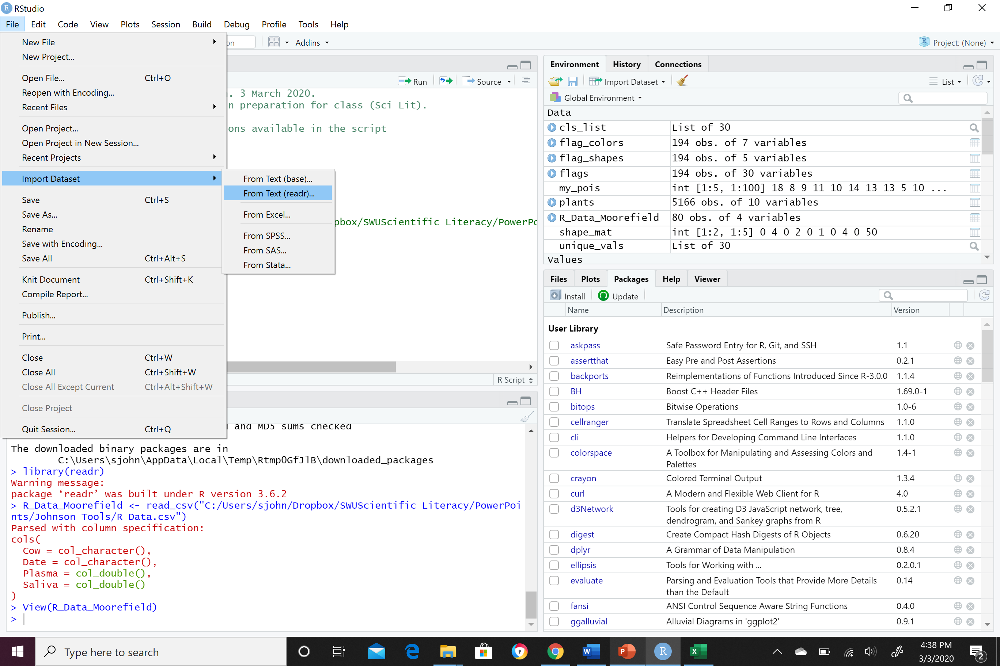 RStudio
File Edit Code View Plots Session Build Debug Profile Tools Help
Addins
Project: (None)
New File
New Project...
Open File... Ctrl+O
Reopen with Encoding...
Recent Files
Open Project...
Open Project in New Session...
Recent Projects
Import Dataset
Save Ctrl+S
Save As...
Rename
Save with Encoding...
Save All Ctrl+Alt+S
Knit Document Ctrl+Shift+K
Compile Report...
Publish...
Print...
Close Ctrl+W
Close All Ctrl+Shift+W
Close All Except Current Ctrl+Alt+Shift+W
Close Project
Quit Session... Ctrl+Q
From Text (base)...
From Text (readr)...
From Excel...
From SPSS...
From SAS...
From Stata...
Run Source
. 3 March 2020.
n preparation for class (Sci Lit).
ons available in the script
pbox/SWUScientific Literacy/PowerPo
R Script
and MD5 sums checked
The downloaded binary packages are in
C:\Users\sjohn\AppData\Local\Temp\RtmpOGfJlB\downloaded_packages
> library(readr)
Warning message:
package ‘readr’ was built under R version 3.6.2
> R_Data_Moorefield <- read_csv("C:/Users/sjohn/Dropbox/SWUScientific Literacy/PowerPoi
nts/Johnson Tools/R Data.csv")
Parsed with column specification:
cols(
Cow = col_character(),
Date = col_character(),
Plasma = col_double(),
Saliva = col_double()
)
> View(R_Data_Moorefield)
>
Environment History Connections
Import Dataset List
Global Environment
Data
cls_list List of 30
flag_colors 194 obs. of 7 variables
flag_shapes 194 obs. of 5 variables
flags 194 obs. of 30 variables
my_pois int [1:5, 1:100] 18 8 9 11 10 14 13 13 5 10 ...
plants 5166 obs. of 10 variables
R_Data_Moorefield 80 obs. of 4 variables
shape_mat int [1:2, 1:5] 0 4 0 2 0 1 0 4 0 50
unique_vals List of 30
Values
Files Plots Packages Help Viewer
Install Update
Name Description Version
User Library
askpass Safe Password Entry for R, Git, and SSH 1.1
assertthat Easy Pre and Post Assertions 0.2.1
backports Reimplementations of Functions Introduced Since R-3.0.0 1.1.4
BH Boost C++ Header Files 1.69.0-1
bitops Bitwise Operations 1.0-6
cellranger Translate Spreadsheet Cell Ranges to Rows and Columns 1.1.0
cli Helpers for Developing Command Line Interfaces 1.1.0
colorspace A Toolbox for Manipulating and Assessing Colors and 1.4-1
Palettes
crayon Colored Terminal Output 1.3.4
curl A Modern and Flexible Web Client for R 4.0
d3Network Tools for creating D3 JavaScript network, tree, 0.5.2.1
dendrogram, and Sankey graphs from R
digest Create Compact Hash Digests of R Objects 0.6.20
dplyr A Grammar of Data Manipulation 0.8.4
ellipsis Tools for Working with ... 0.2.0.1
evaluate Parsing and Evaluation Tools that Provide More Details 0.14
than the Default
fansi ANSI Control Sequence Aware String Functions 0.4.0
ggalluvial Alluvial Diagrams in 'ggplot2' 0.9.1
Type here to search
4:38 PM
3/3/2020
2